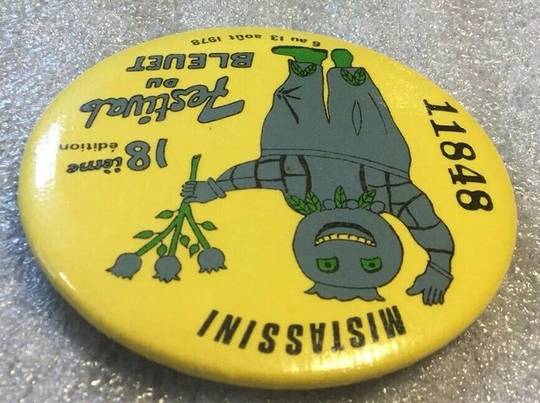 MISTASSINI
18ième
édition
Festival
DU
BLEUET
6 au 13 août 1978
11848